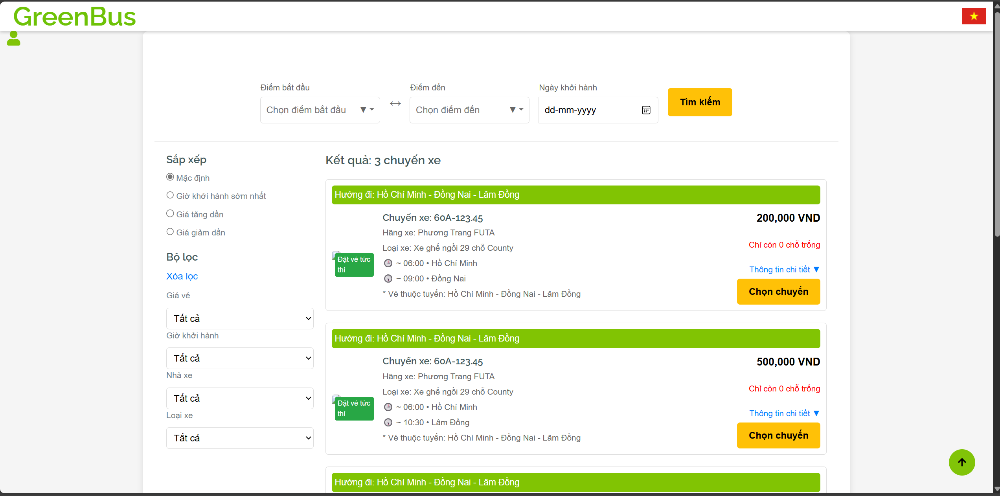 GreenBus
Điểm bắt đầu
Chọn điểm bắt đầu ▼
↔
Điểm đến
Chọn điểm đến ▼
Ngày khởi hành
dd-mm-yyyy
Tìm kiếm
Sắp xếp
Mặc định
Giờ khởi hành sớm nhất
Giá tăng dần
Giá giảm dần
Bộ lọc
Xóa lọc
Giá vé
Tất cả
Giờ khởi hành
Tất cả
Nhà xe
Tất cả
Loại xe
Tất cả
Kết quả: 3 chuyến xe
Hướng đi: Hồ Chí Minh - Đồng Nai - Lâm Đồng
Đặt vé tức
thì
Chuyến xe: 60A-123.45
Hãng xe: Phương Trang FUTA
Loại xe: Xe ghế ngồi 29 chỗ County
~ 06:00 • Hồ Chí Minh
~ 09:00 • Đồng Nai
* Vé thuộc tuyến: Hồ Chí Minh - Đồng Nai - Lâm Đồng
200,000 VND
Chỉ còn 0 chỗ trống
Thông tin chi tiết ▼
Chọn chuyến
Hướng đi: Hồ Chí Minh - Đồng Nai - Lâm Đồng
Đặt vé tức
thì
Chuyến xe: 60A-123.45
Hãng xe: Phương Trang FUTA
Loại xe: Xe ghế ngồi 29 chỗ County
~ 06:00 • Hồ Chí Minh
~ 10:30 • Lâm Đồng
* Vé thuộc tuyến: Hồ Chí Minh - Đồng Nai - Lâm Đồng
500,000 VND
Chỉ còn 0 chỗ trống
Thông tin chi tiết ▼
Chọn chuyến
Hướng đi: Hồ Chí Minh - Đồng Nai - Lâm Đồng